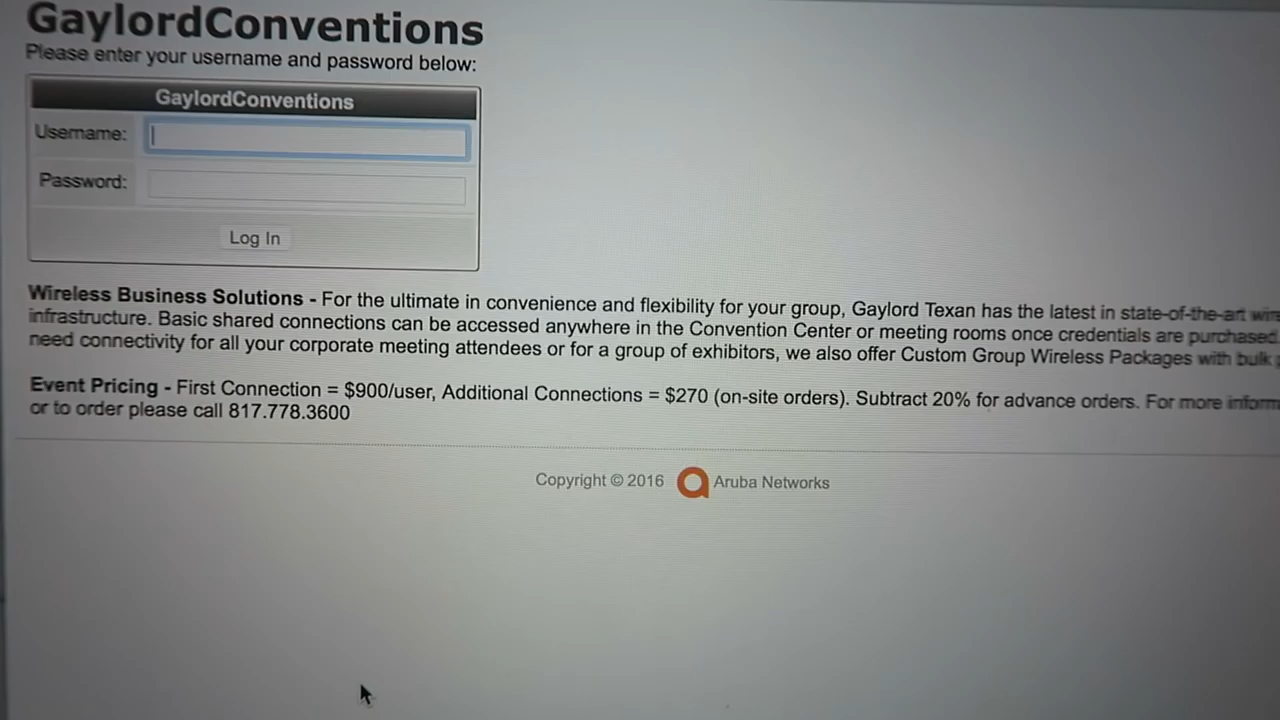 GaylordConventions
Please enter your username and password below:
GaylordConventions
Username:
Password:
Log In
Wireless Business Solutions - For the ultimate in convenience and flexibility for your group, Gaylord Texan has the latest in state-of-the-art
infrastructure. Basic shared connections can be accessed anywhere in the Convention Center or meeting rooms once credentials are purchased.
need connectivity for all your corporate meeting attendees or for a group of exhibitors, we also offer Custom Group Wireless Packages with bulk
Event Pricing - First Connection = $900/user, Additional Connections = $270 (on-site orders). Subtract 20% for advance orders. For more
or to order please call 817.778.3600
Copyright © 2016 Aruba Networks